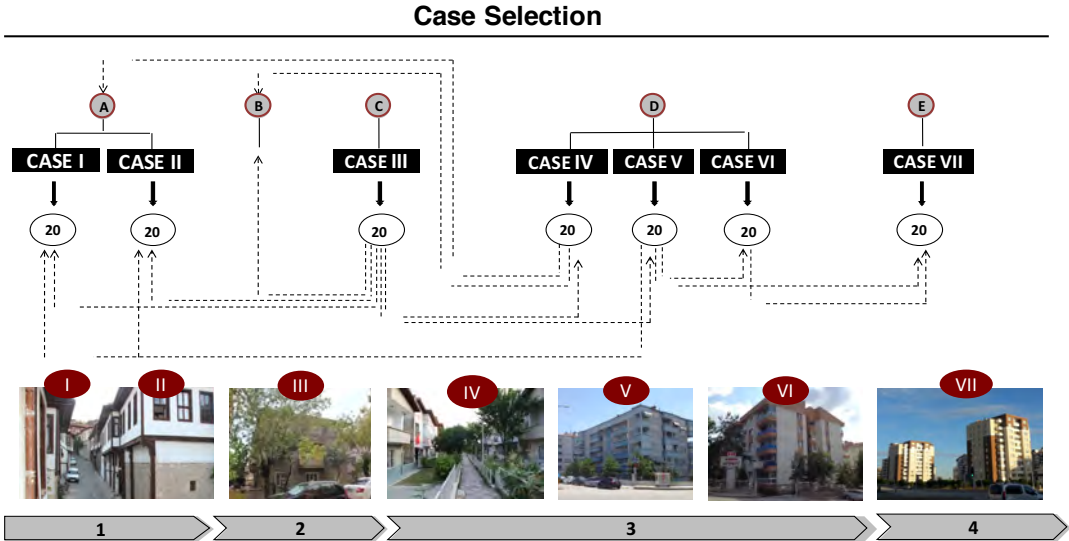 Case Selection
A B C D E
CASE I CASE II CASE III CASE IV CASE V CASE VI CASE VII
20 20 20 20 20 20 20
I II III IV V VI VII
1 2 3 4